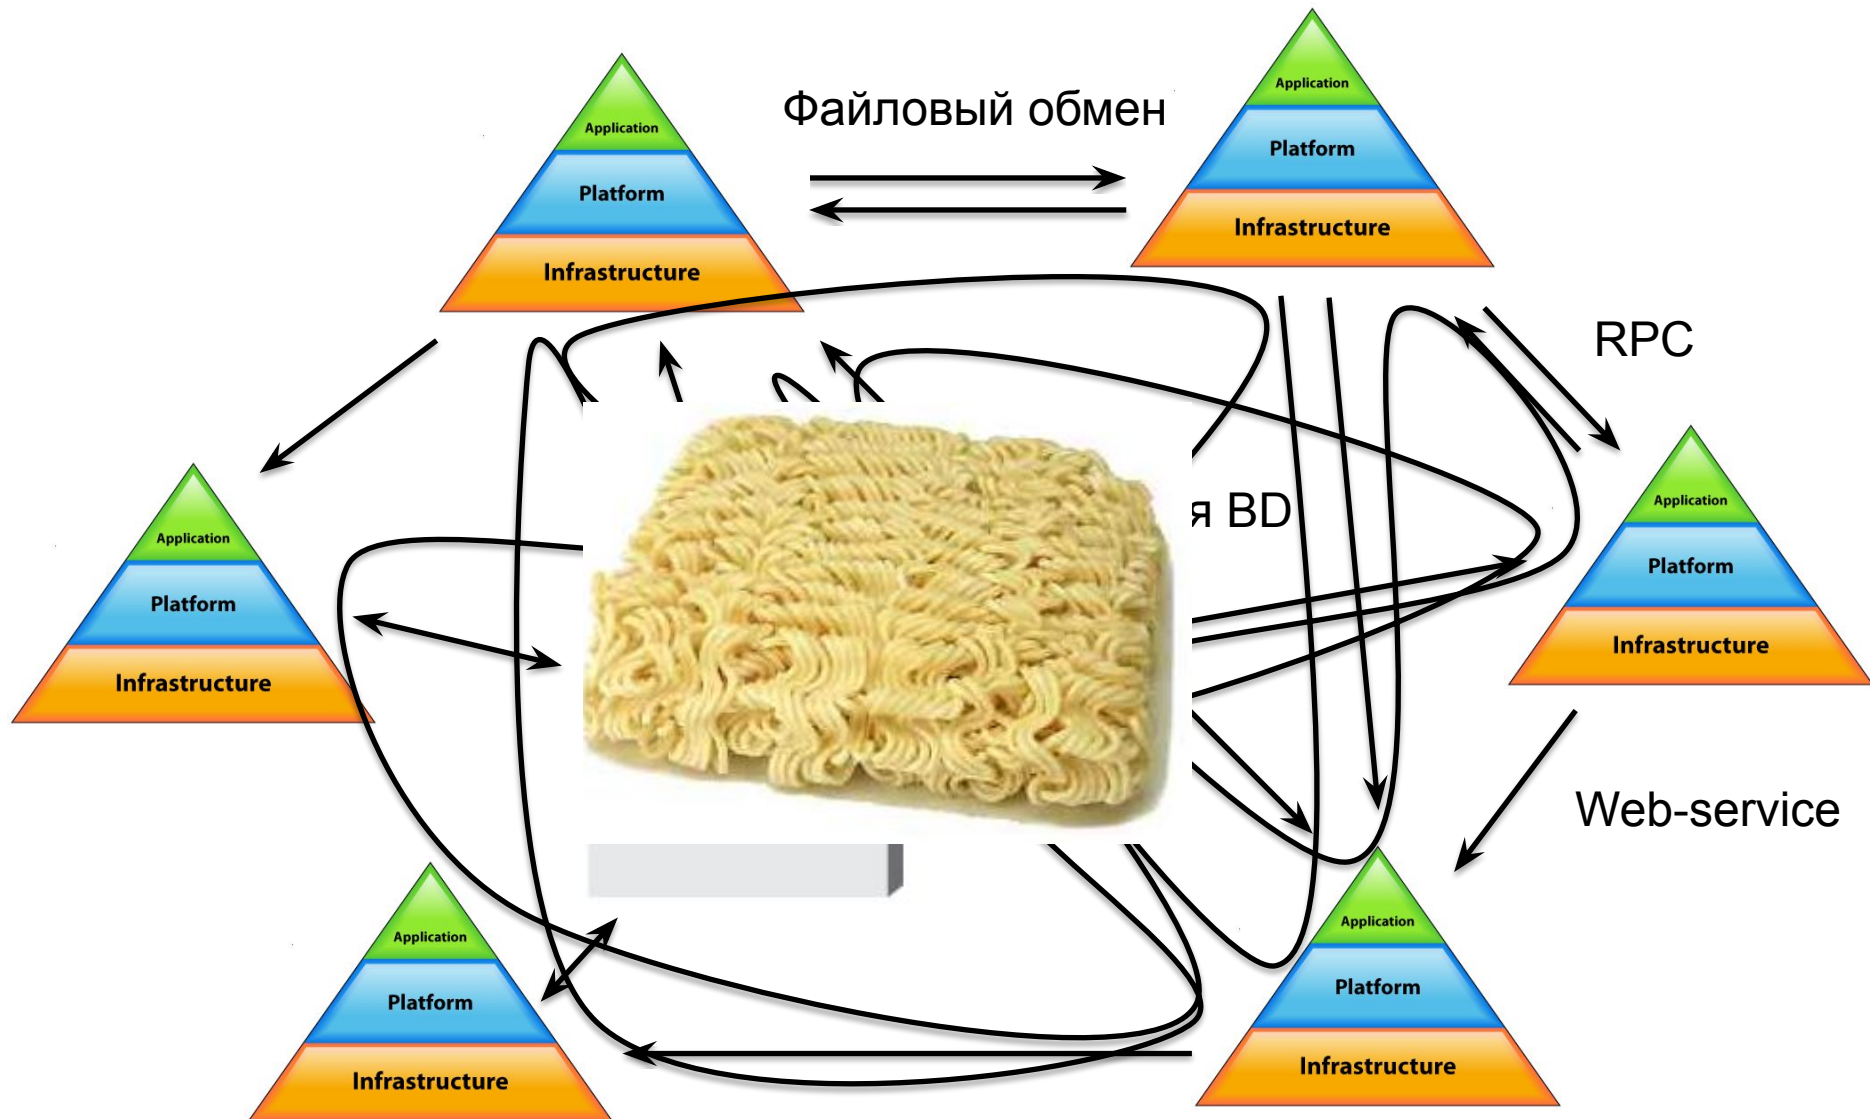 Application
Platform
Infrastructure
Файловый обмен
Application
Platform
Infrastructure
RPC
Application
Platform
Infrastructure
я BD
Application
Platform
Infrastructure
Web-service
Application
Platform
Infrastructure
Application
Platform
Infrastructure